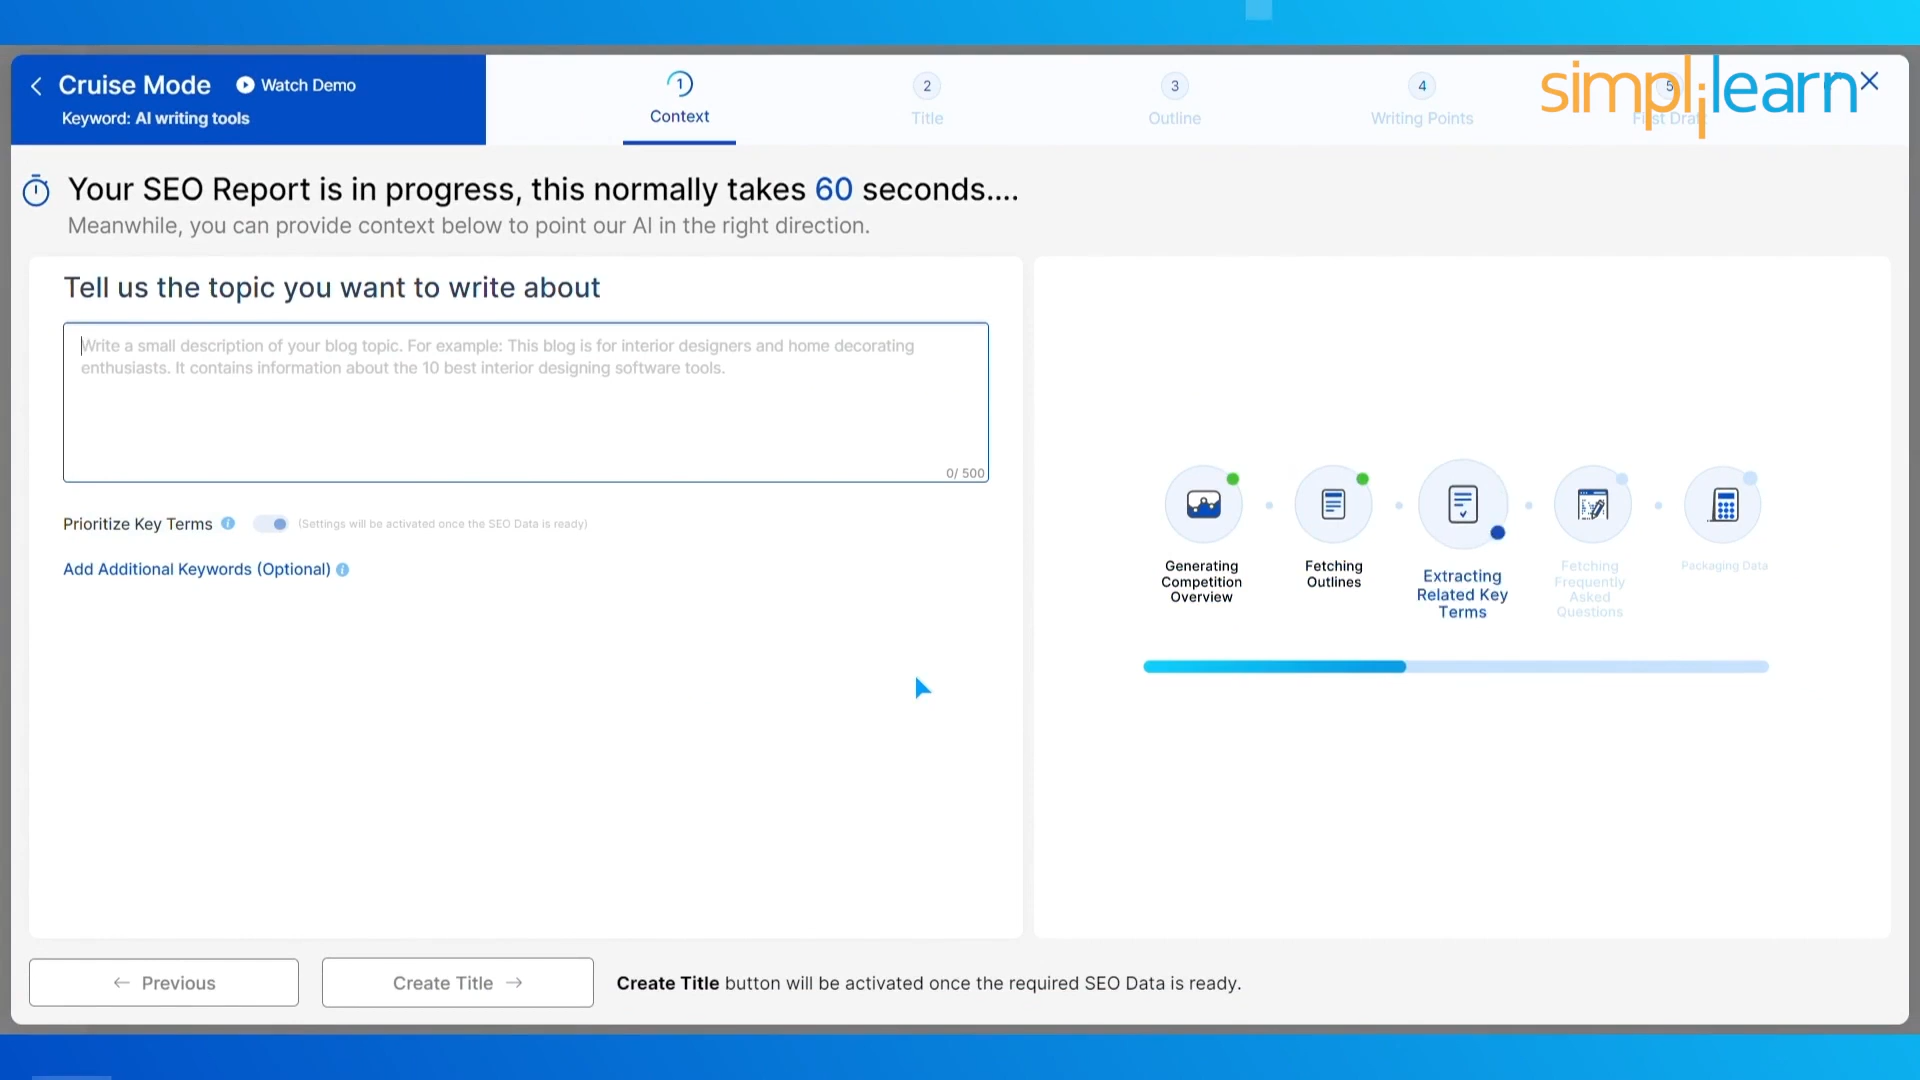 Cruise Mode
Watch Demo
Keyword: AI writing tools
1
Context
2
Title
3
Outline
4
Writing Points
5
First Draft
simplilearn
Your SEO Report is in progress, this normally takes 60 seconds....
Meanwhile, you can provide context below to point our AI in the right direction.
Tell us the topic you want to write about
Write a small description of your blog topic. For example: This blog is for interior designers and home decorating
enthusiasts. It contains information about the 10 best interior designing software tools.
0/ 500
Prioritize Key Terms
(Settings will be activated once the SEO Data is ready)
Add Additional Keywords (Optional)
Generating
Competition
Overview
Fetching
Outlines
Extracting
Related Key
Terms
Fetching
Frequently
Asked
Questions
Packaging Data
← Previous
Create Title →
Create Title button will be activated once the required SEO Data is ready.